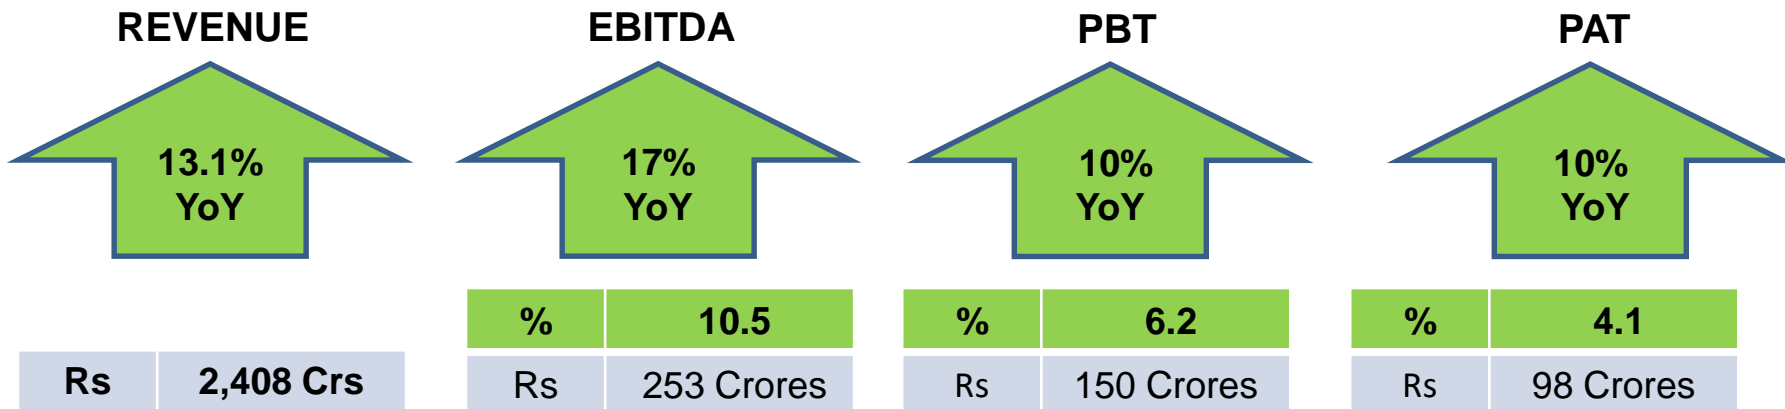 REVENUE
13.1%
YoY
Rs 2,408 Crs
EBITDA
17%
YoY
% 10.5
Rs 253 Crores
PBT
10%
YoY
% 6.2
Rs 150 Crores
PAT
10%
YoY
% 4.1
Rs 98 Crores